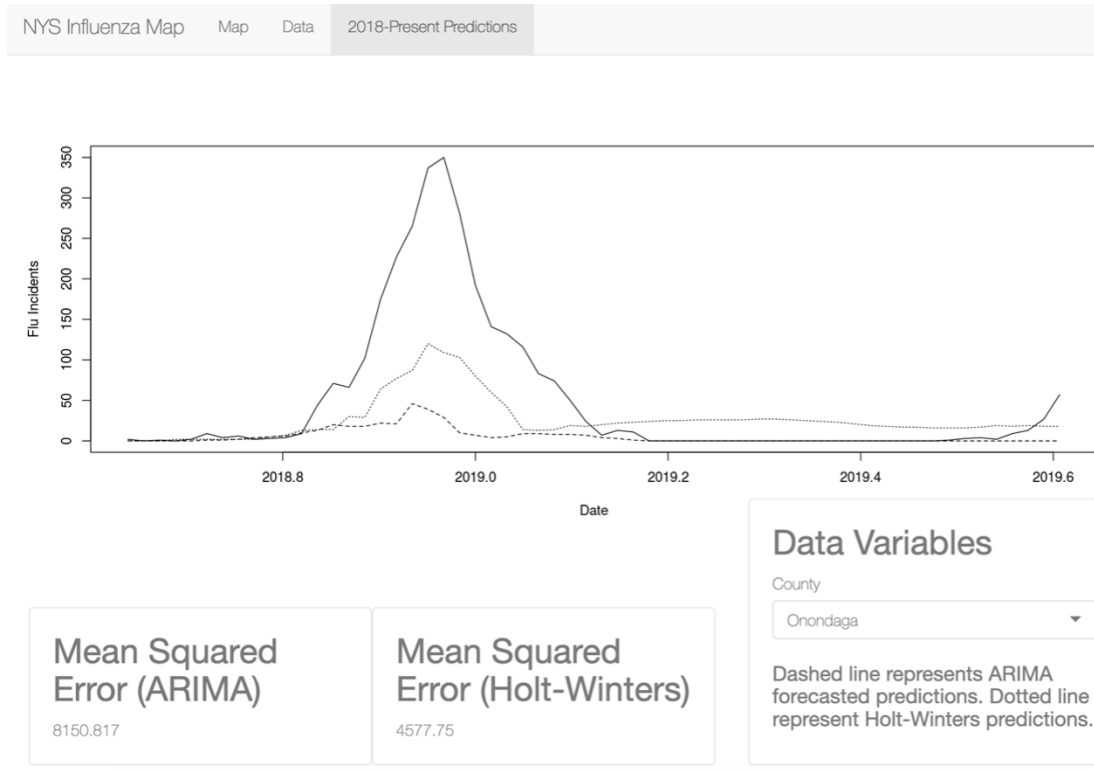 NYS Influenza Map Map Data 2018-Present Predictions
350
300
250
200
150
100
50
0
Flu Incidents
2018.8 2019.0 2019.2 2019.4 2019.6
Date
Data Variables
County
Onondaga
Dashed line represents ARIMA
forecasted predictions. Dotted line
represent Holt-Winters predictions.
Mean Squared
Error (ARIMA)
8150.817
Mean Squared
Error (Holt-Winters)
4577.75